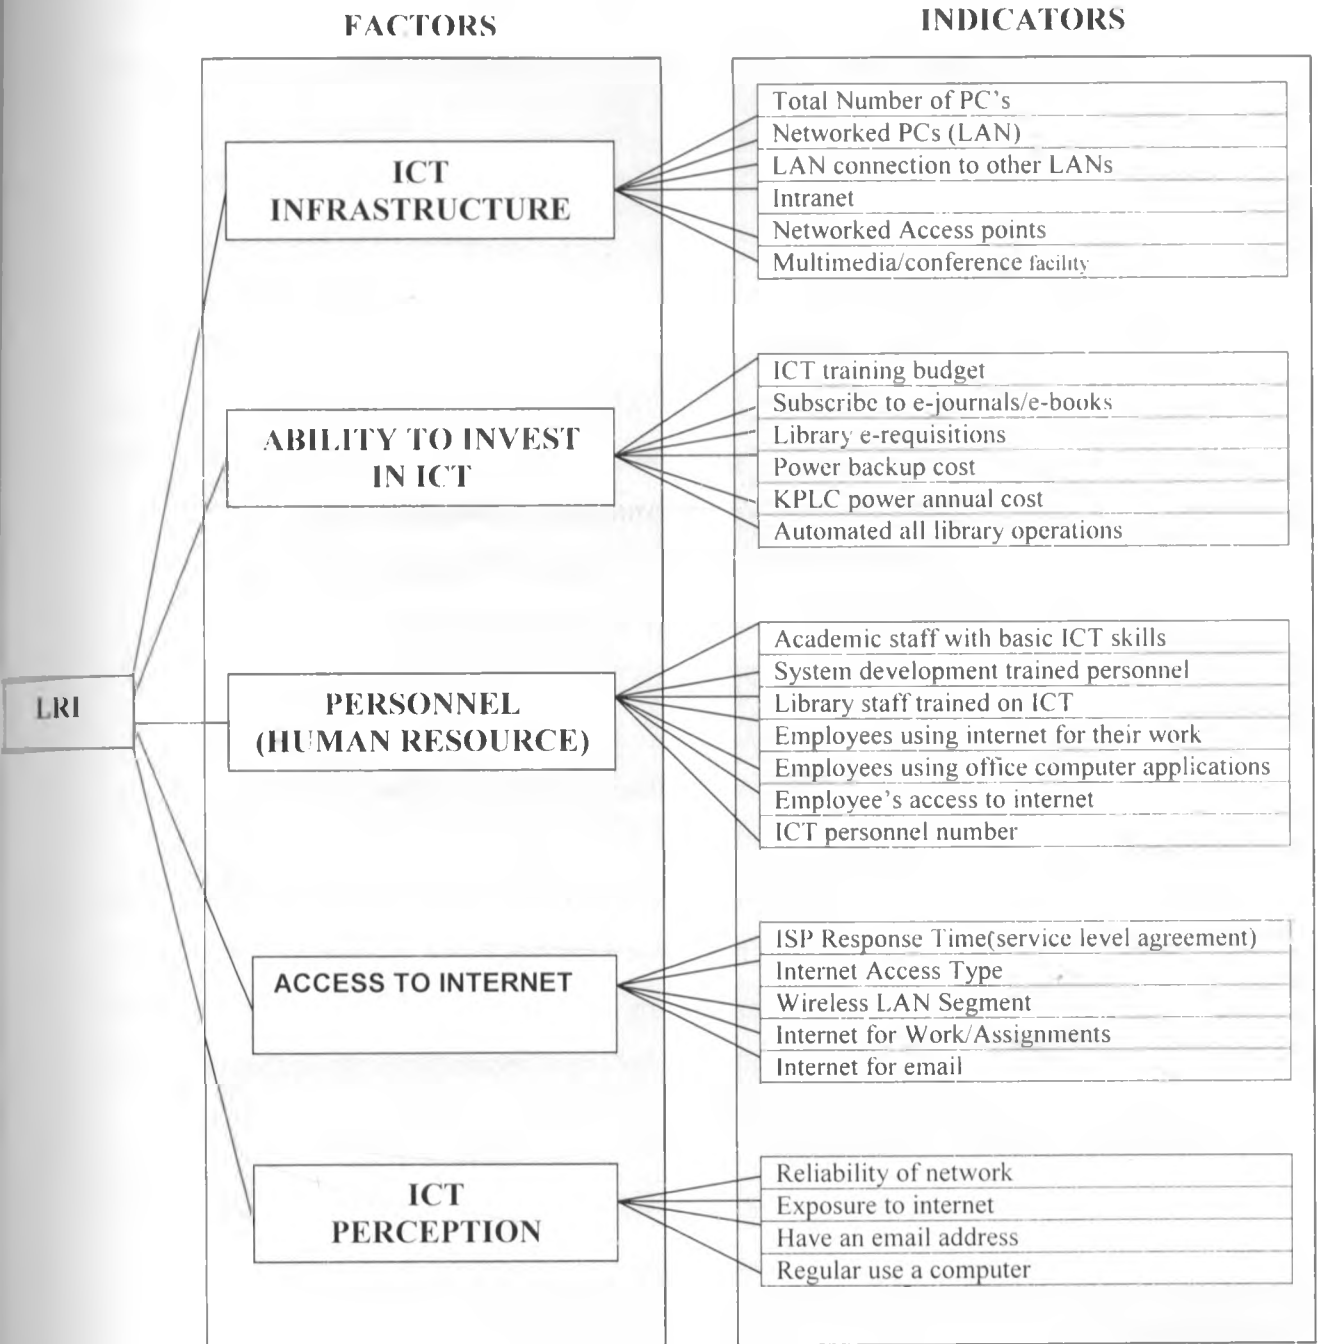 FACTORS
INDICATORS
LRI
ICT
INFRASTRUCTURE
Total Number of PC's
Networked PCs (LAN)
LAN connection to other LANs
Intranet
Networked Access points
Multimedia/conference facility
ABILITY TO INVEST
IN ICT
ICT training budget
Subscribe to e-journals/e-books
Library e-requisitions
Power backup cost
KPLC power annual cost
Automated all library operations
PERSONNEL
(HUMAN RESOURCE)
Academic staff with basic ICT skills
System development trained personnel
Library staff trained on ICT
Employees using internet for their work
Employees using office computer applications
Employee's access to internet
ICT personnel number
ACCESS TO INTERNET
ISP Response Time(service level agreement)
Internet Access Type
Wireless LAN Segment
Internet for Work/Assignments
Internet for email
ICT
PERCEPTION
Reliability of network
Exposure to internet
Have an email address
Regular use a computer